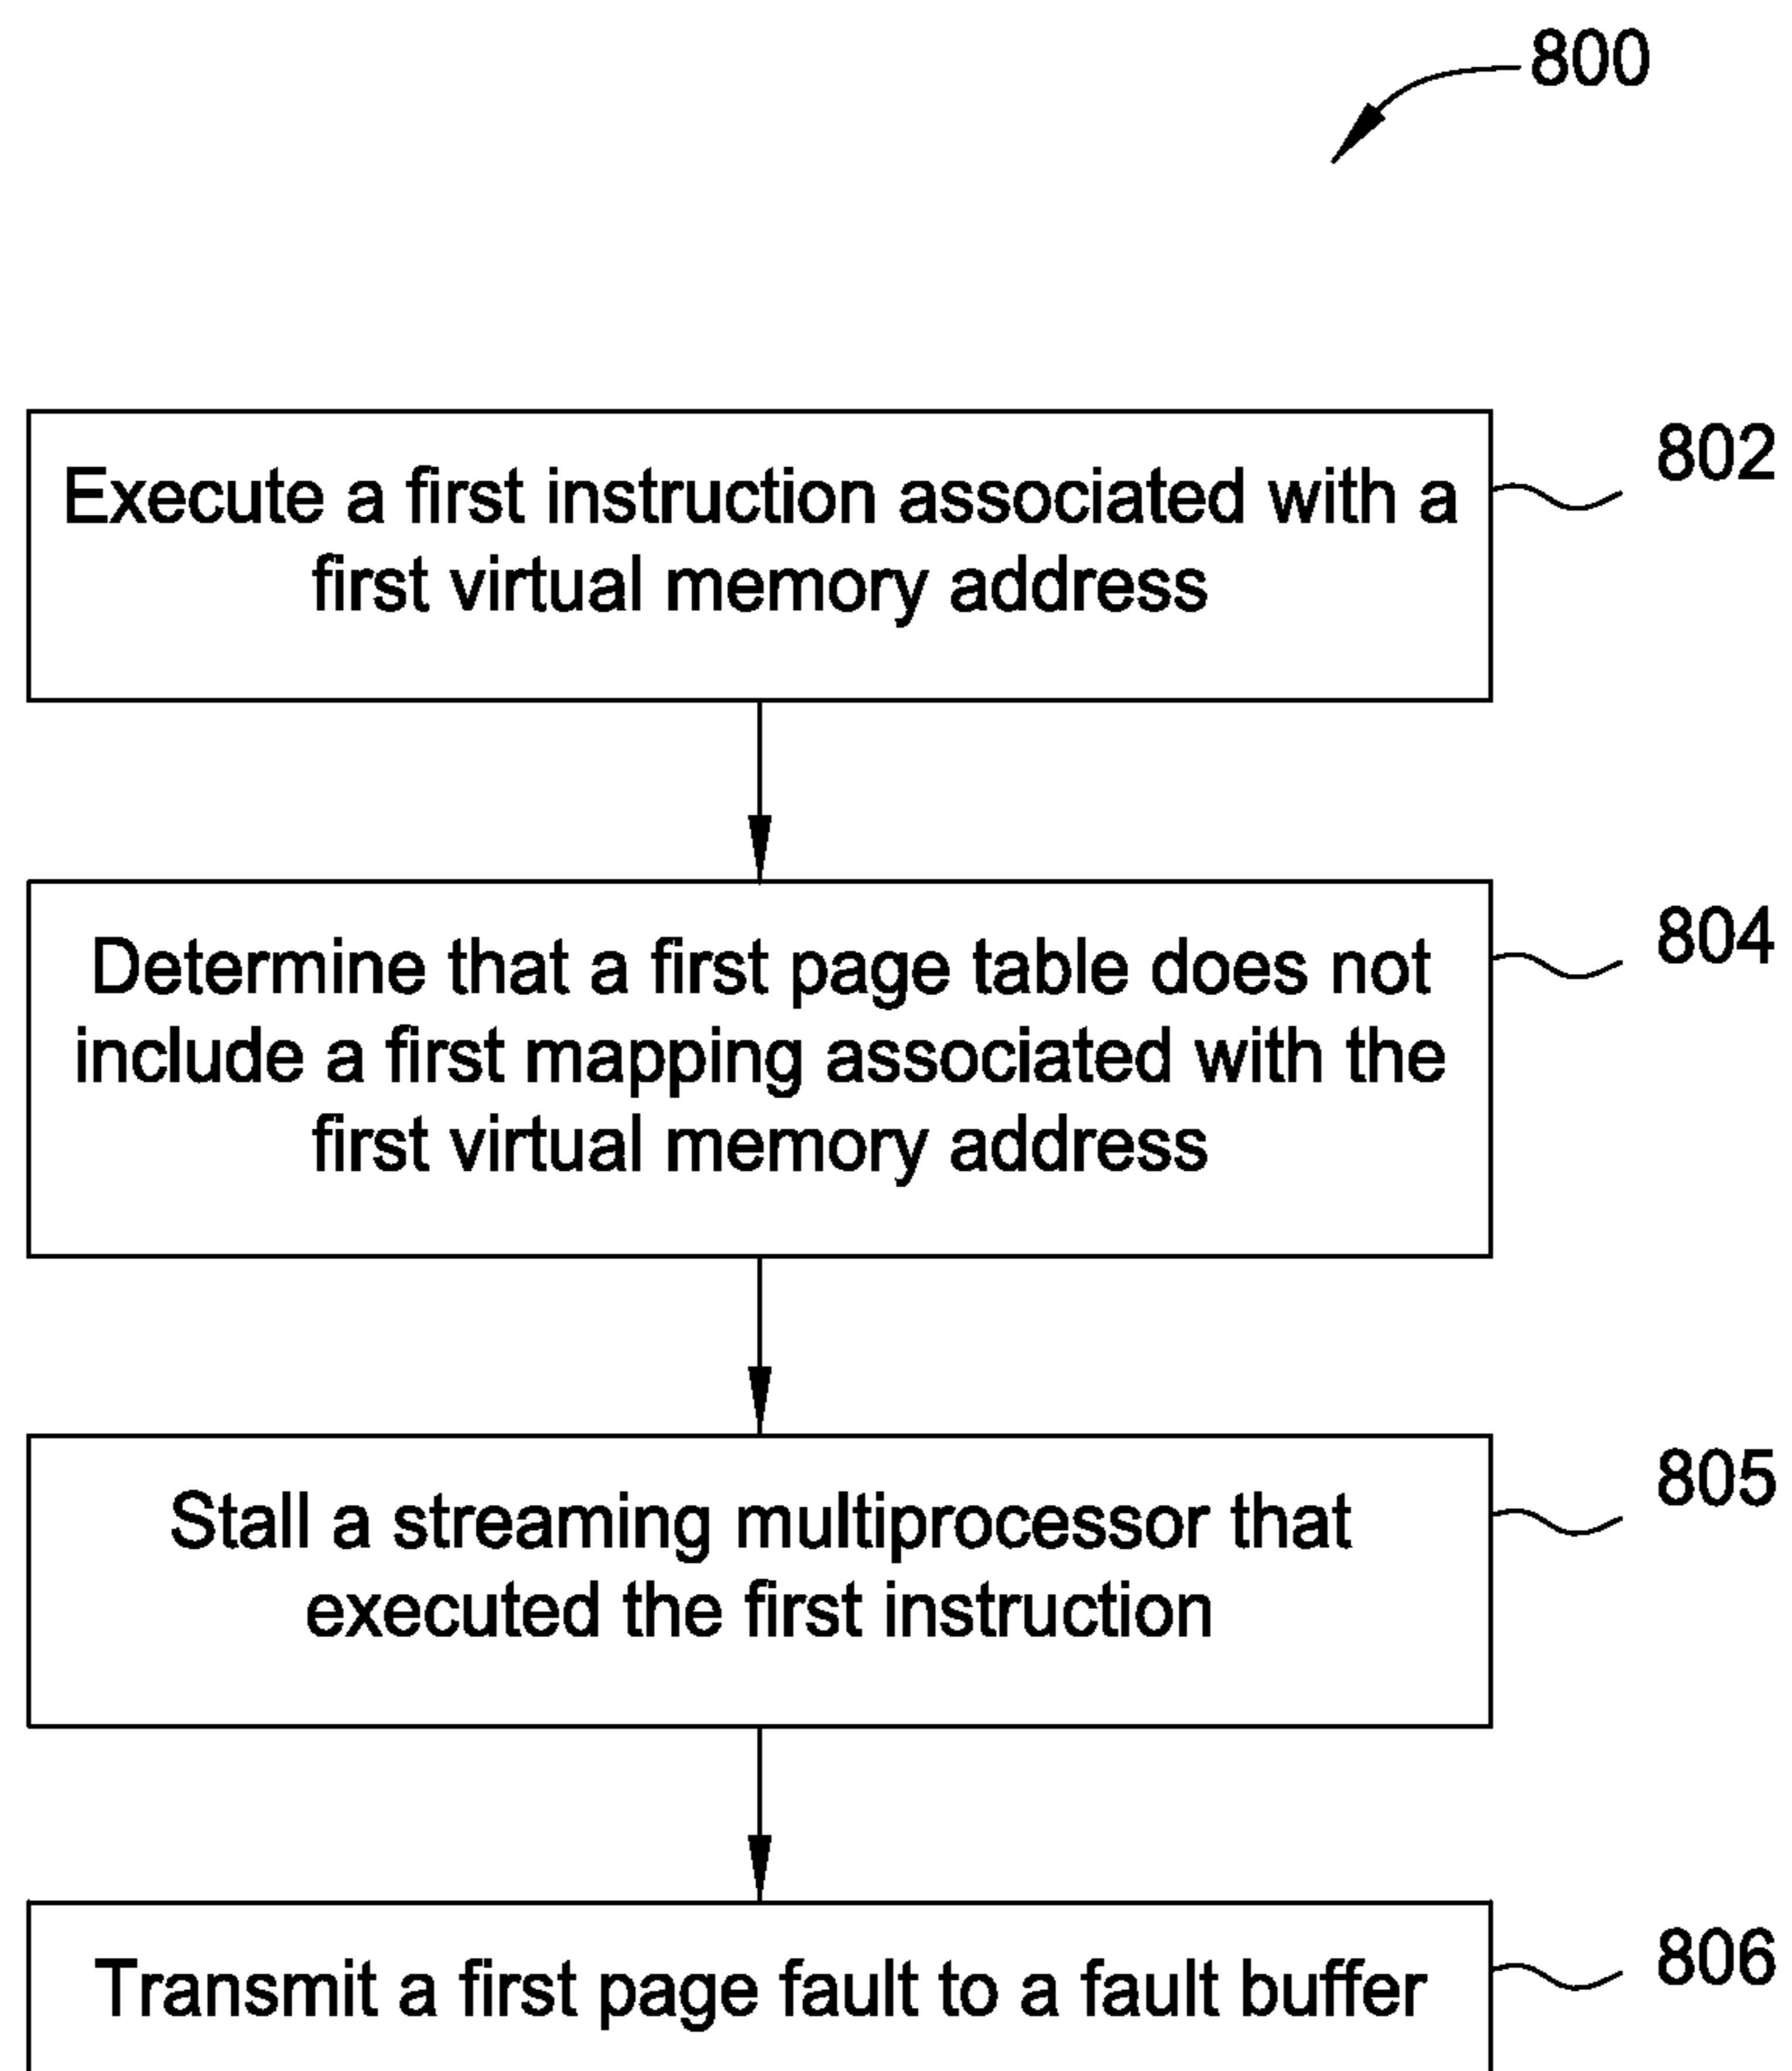 800
Execute a first instruction associated with a
first virtual memory address
802
Determine that a first page table does not
include a first mapping associated with the
first virtual memory address
804
Stall a streaming multiprocessor that
executed the first instruction
805
Transmit a first page fault to a fault buffer
806